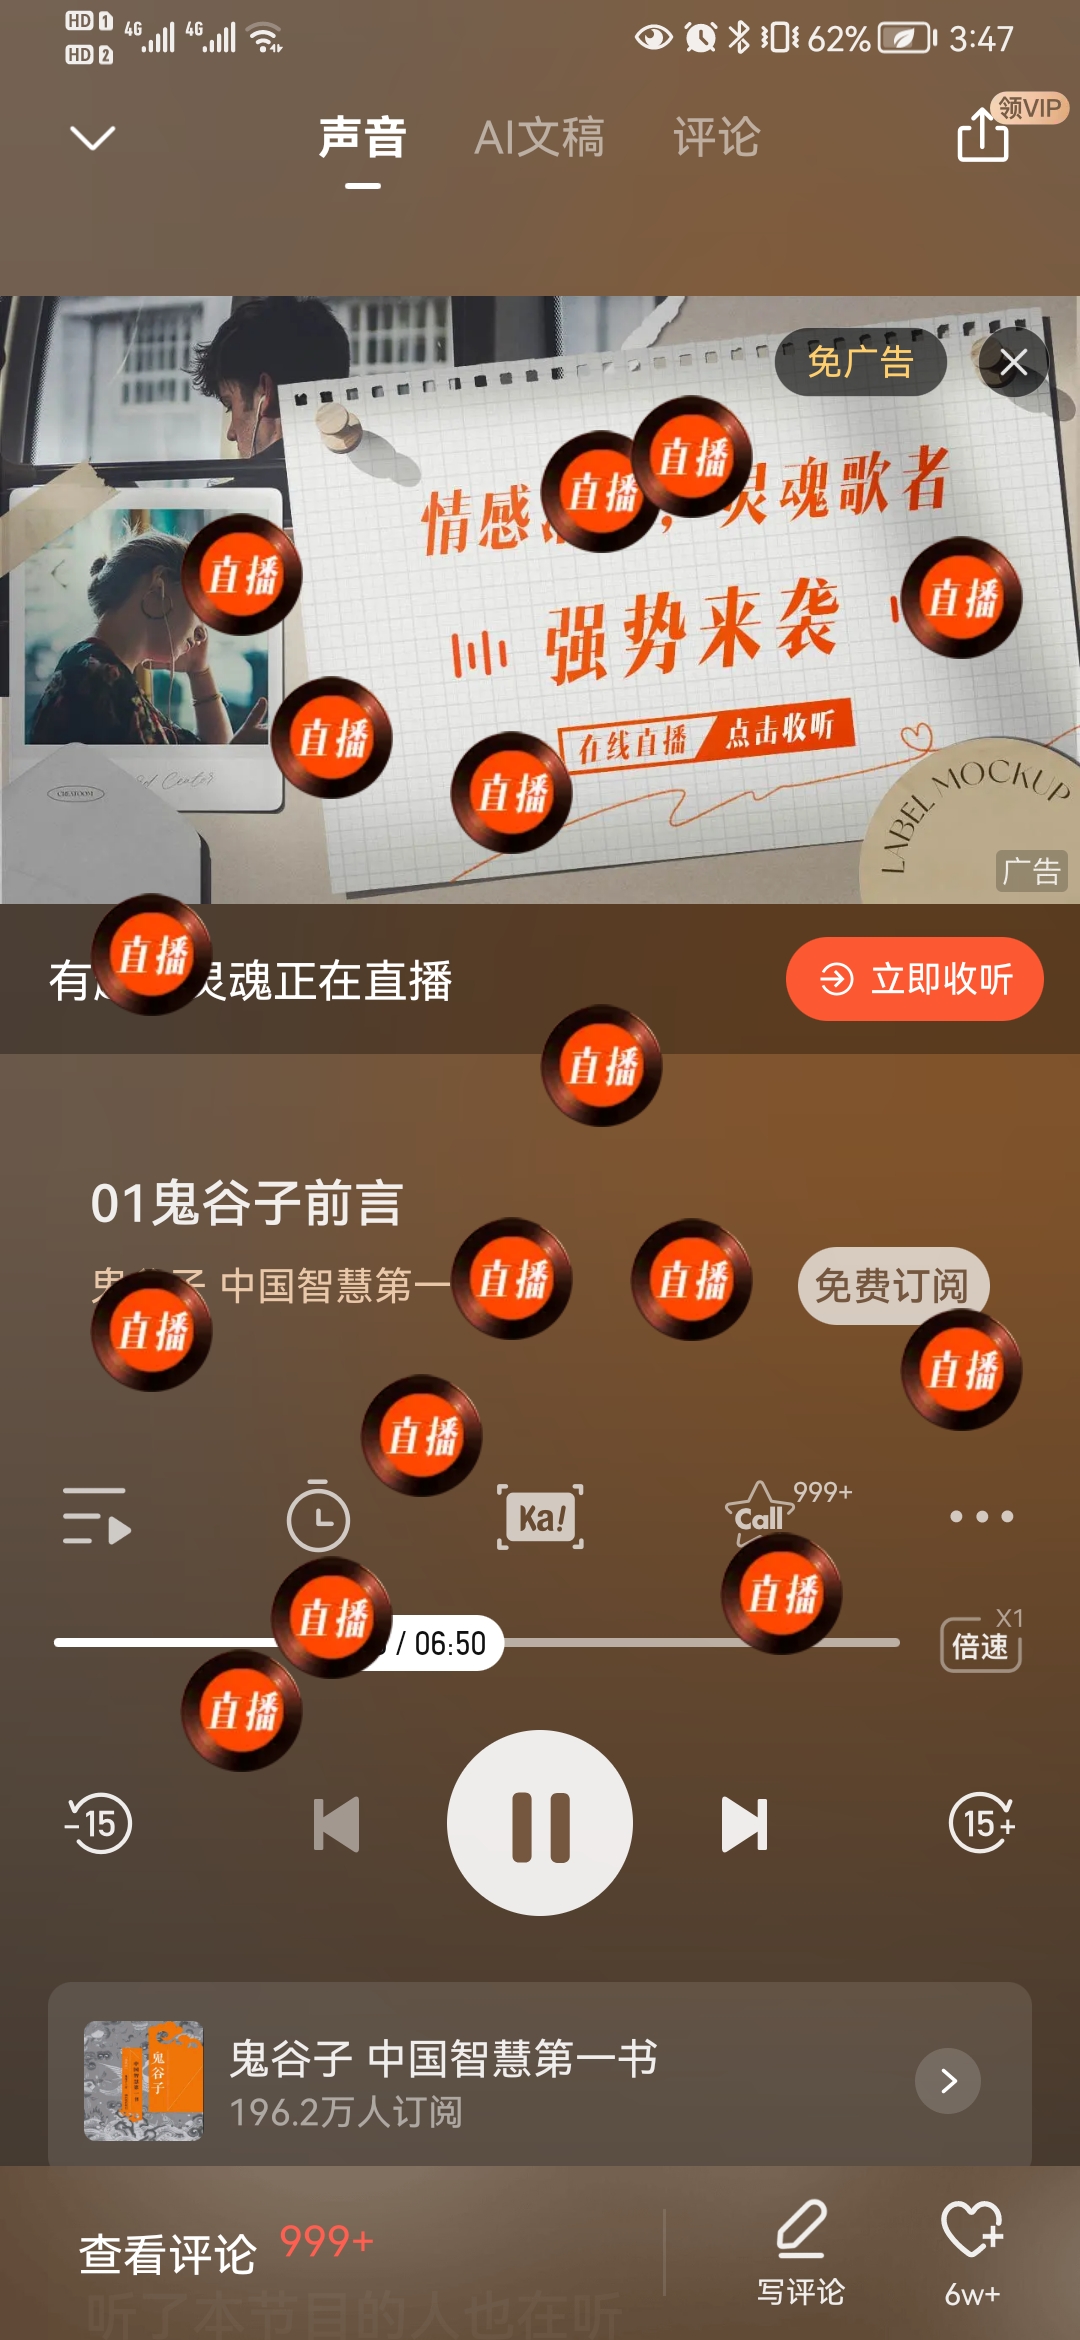 HD 1 4G 4G 62% 3:47
HD 2
声音 AI文稿 评论 领VIP
免广告
直播
直播
情感 ，灵魂歌者
直播
直播
强势来袭
直播
在线直播 点击收听
直播
CREATOOM
LABEL MOCKUP
广告
直播
有 灵魂正在直播
立即收听
直播
01鬼谷子前言
鬼谷子 中国智慧第一
直播
直播
免费订阅
直播
直播
直播
Ka!
Call 999+
直播
直播
/ 06:50
X1
倍速
直播
-15
15+
鬼谷子
鬼谷子 中国智慧第一书
196.2万人订阅
查看评论 999+
写评论
6w+
听了本节目的人也在听